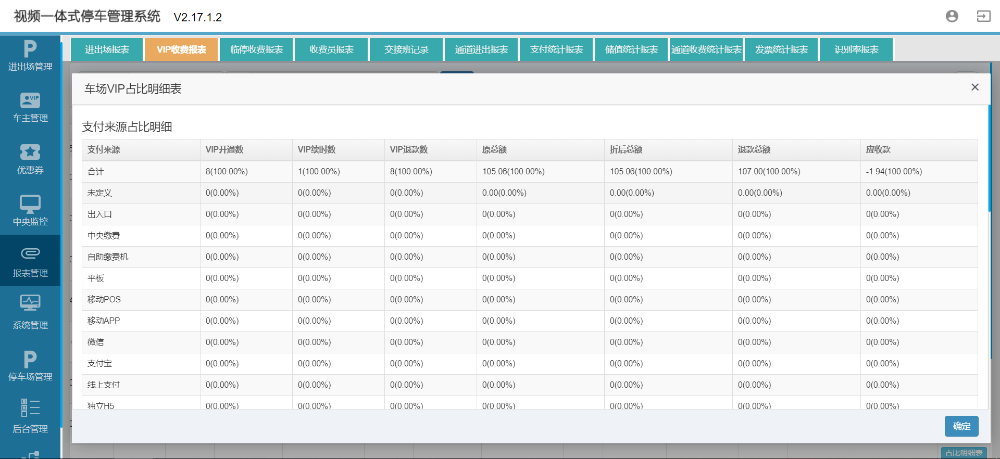 视频一体式停车管理系统 V2.17.1.2
进出场管理
车主管理
优惠券
中央监控
报表管理
系统管理
停车场管理
后台管理
进出场报表 VIP收费报表 临停收费报表 收费员报表 交接班记录 通道进出报表 支付统计报表 储值统计报表 通道收费统计报表 发票统计报表 识别率报表
车场VIP占比明细表
支付来源占比明细
支付来源 VIP开通数 VIP续时数 VIP退款数 原总额 折后总额 退款总额 应收款
合计 8(100.00%) 1(100.00%) 8(100.00%) 105.06(100.00%) 105.06(100.00%) 107.00(100.00%) -1.94(100.00%)
未定义 0(0.00%) 0(0.00%) 0(0.00%) 0.00(0.00%) 0.00(0.00%) 0.00(0.00%) 0.00(0.00%)
出入口 0(0.00%) 0(0.00%) 0(0.00%) 0(0.00%) 0(0.00%) 0(0.00%) 0(0.00%)
中央缴费 0(0.00%) 0(0.00%) 0(0.00%) 0(0.00%) 0(0.00%) 0(0.00%) 0(0.00%)
自助缴费机 0(0.00%) 0(0.00%) 0(0.00%) 0(0.00%) 0(0.00%) 0(0.00%) 0(0.00%)
平板 0(0.00%) 0(0.00%) 0(0.00%) 0(0.00%) 0(0.00%) 0(0.00%) 0(0.00%)
移动POS 0(0.00%) 0(0.00%) 0(0.00%) 0(0.00%) 0(0.00%) 0(0.00%) 0(0.00%)
移动APP 0(0.00%) 0(0.00%) 0(0.00%) 0(0.00%) 0(0.00%) 0(0.00%) 0(0.00%)
微信 0(0.00%) 0(0.00%) 0(0.00%) 0(0.00%) 0(0.00%) 0(0.00%) 0(0.00%)
支付宝 0(0.00%) 0(0.00%) 0(0.00%) 0(0.00%) 0(0.00%) 0(0.00%) 0(0.00%)
线上支付 0(0.00%) 0(0.00%) 0(0.00%) 0(0.00%) 0(0.00%) 0(0.00%) 0(0.00%)
独立H5 0(0.00%) 0(0.00%) 0(0.00%) 0(0.00%) 0(0.00%) 0(0.00%) 0(0.00%)
确定
占比明细表